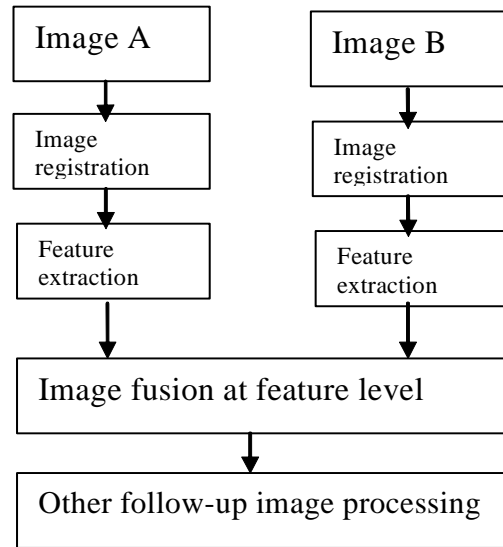 Image A
Image B
Image
registration
Image
registration
Feature
extraction
Feature
extraction
Image fusion at feature level
Other follow-up image processing